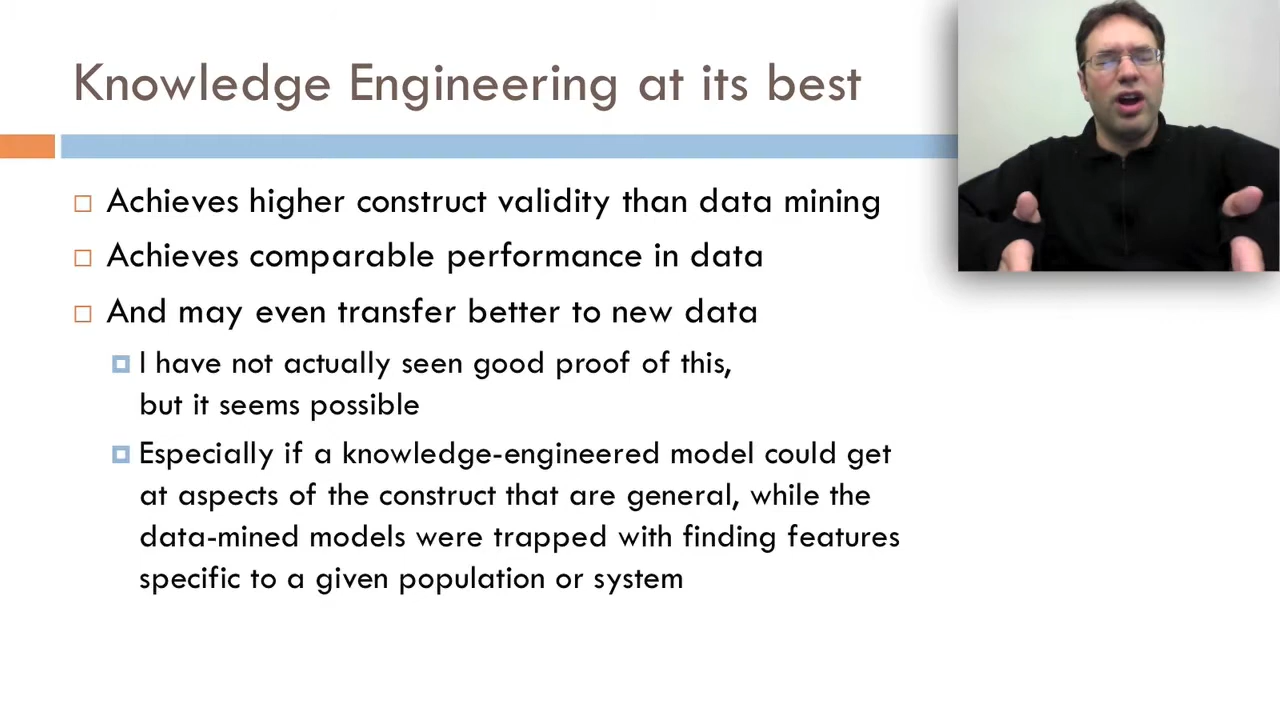 Knowledge Engineering at its best
Achieves higher construct validity than data mining
Achieves comparable performance in data
And may even transfer better to new data
I have not actually seen good proof of this,
but it seems possible
Especially if a knowledge-engineered model could get
at aspects of the construct that are general, while the
data-mined models were trapped with finding features
specific to a given population or system